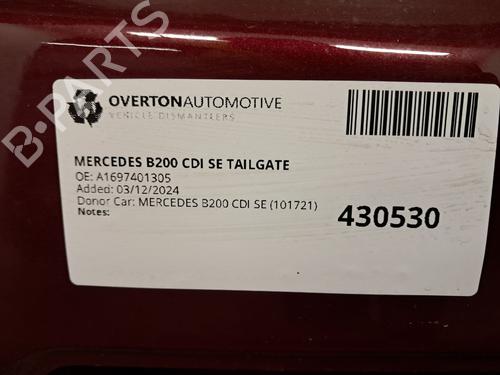 OVERTONAUTOMOTIVE
VEHICLE DISMANTLERS
MERCEDES B200 CDI SE TAILGATE
OE: A1697401305
Added: 03/12/2024
Donor Car: MERCEDES B200 CDI SE (101721)
Notes:
430530
B-PARTS